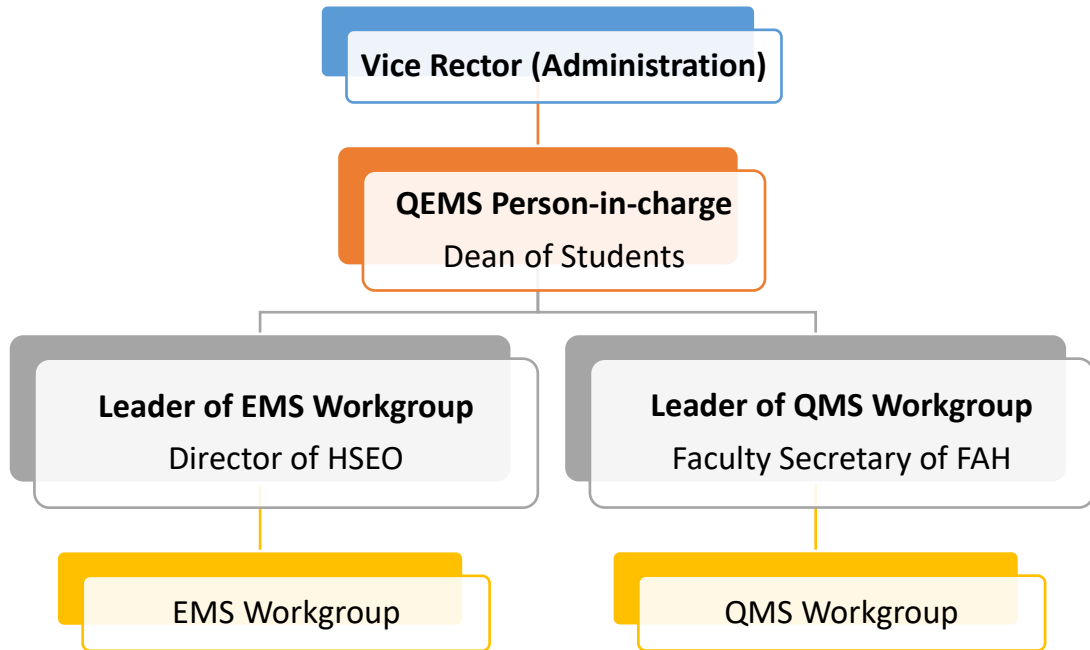 Vice Rector (Administration)
QEMS Person-in-charge
Dean of Students
Leader of EMS Workgroup
Director of HSEO
Leader of QMS Workgroup
Faculty Secretary of FAH
EMS Workgroup
QMS Workgroup